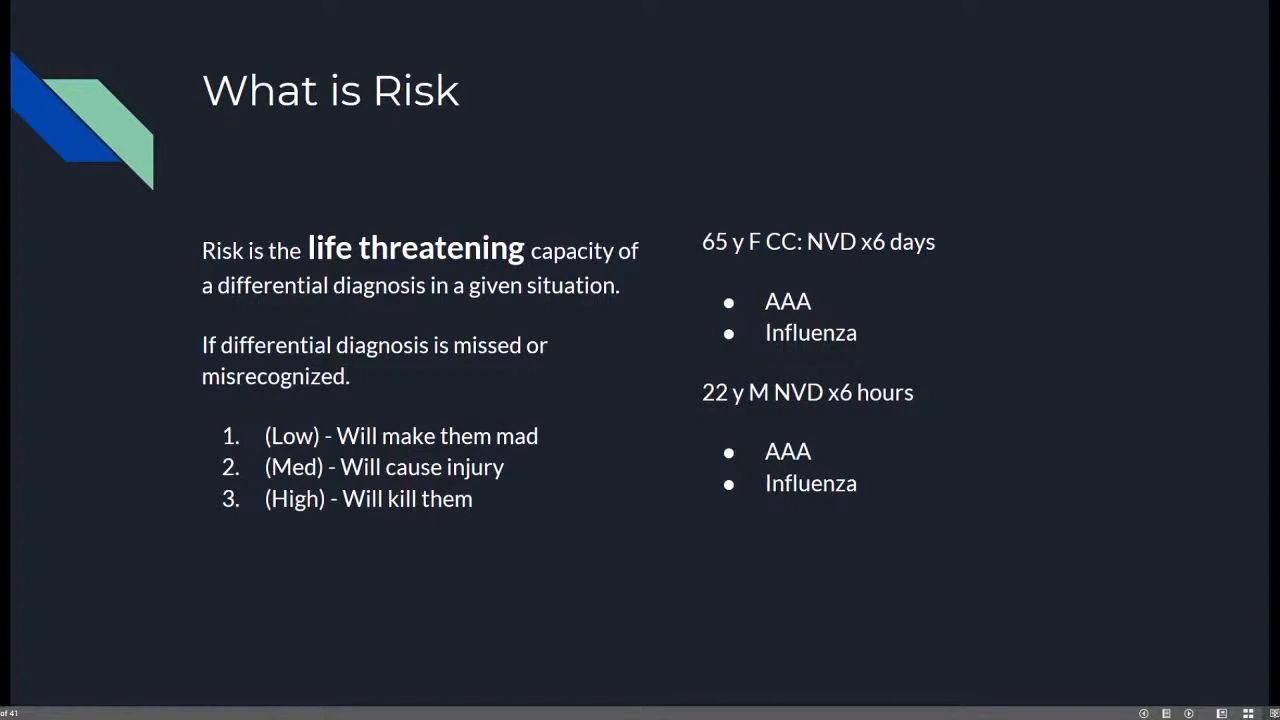 What is Risk
Risk is the life threatening capacity of
a differential diagnosis in a given situation.
If differential diagnosis is missed or
misrecognized.
1. (Low) - Will make them mad
2. (Med) - Will cause injury
3. (High) - Will kill them
65 y F CC: NVD x6 days
● AAA
● Influenza
22 y M NVD x6 hours
● AAA
● Influenza
of 41